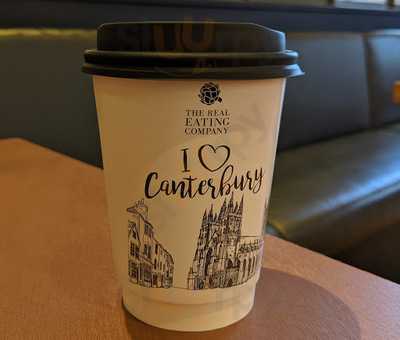 THE REAL
EATING
COMPANY
I ♡
Canterbury